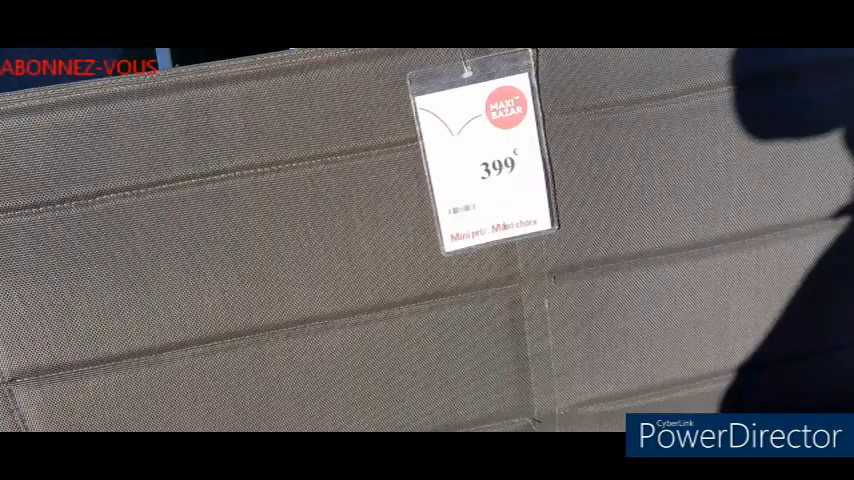 ABONNEZ-VOUS
MAXI
BAZAR
399€
Mini prix. Maxi choix
CyberLink
PowerDirector